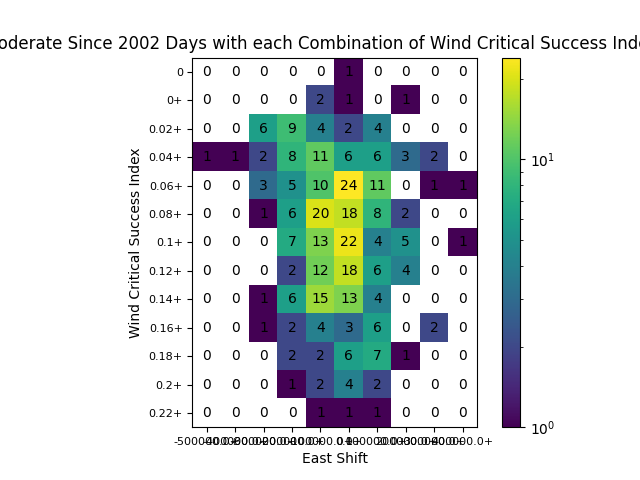 oderate Since 2002 Days with each Combination of Wind Critical Success Inde
0 0 0 0 0 0 1 0 0 0 0
0+ 0 0 0 0 2 1 0 1 0 0
0.02+ 0 0 6 9 4 2 4 0 0 0
0.04+ 1 1 2 8 11 6 6 3 2 0
0.06+ 0 0 3 5 10 24 11 0 1 1
0.08+ 0 0 1 6 20 18 8 2 0 0
0.1+ 0 0 0 7 13 22 4 5 0 1
0.12+ 0 0 0 2 12 18 6 4 0 0
0.14+ 0 0 1 6 15 13 4 0 0 0
0.16+ 0 0 1 2 4 3 6 0 2 0
0.18+ 0 0 0 2 2 6 7 1 0 0
0.2+ 0 0 0 1 2 4 2 0 0 0
0.22+ 0 0 0 0 1 1 1 0 0 0
Wind Critical Success Index
East Shift
10¹
10⁰